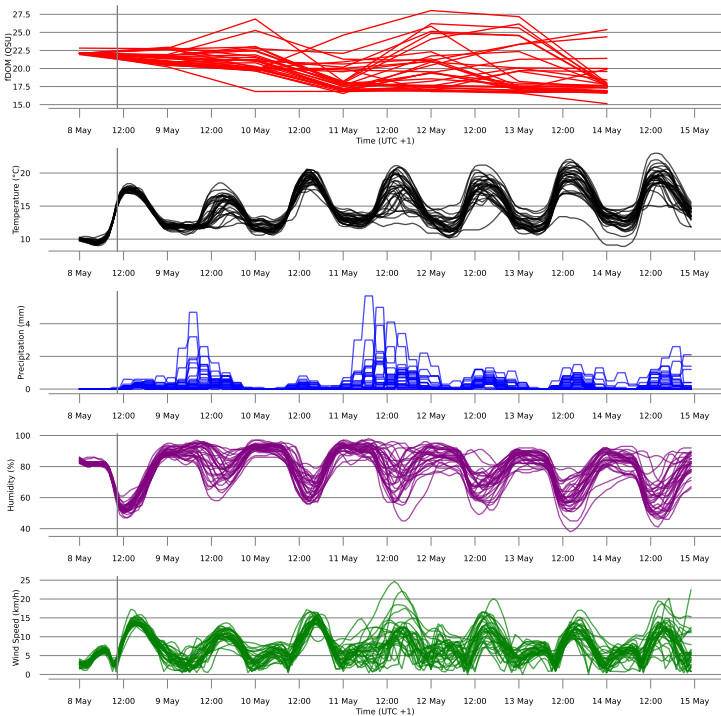 fDOM (QSU)
27.5
25.0
22.5
20.0
17.5
15.0
8 May 12:00 9 May 12:00 10 May 12:00 11 May 12:00 12 May 12:00 13 May 12:00 14 May 12:00 15 May
Time (UTC +1)
Temperature (°C)
20
15
10
8 May 12:00 9 May 12:00 10 May 12:00 11 May 12:00 12 May 12:00 13 May 12:00 14 May 12:00 15 May
Precipitation (mm)
4
2
0
8 May 12:00 9 May 12:00 10 May 12:00 11 May 12:00 12 May 12:00 13 May 12:00 14 May 12:00 15 May
Humidity (%)
100
80
60
40
8 May 12:00 9 May 12:00 10 May 12:00 11 May 12:00 12 May 12:00 13 May 12:00 14 May 12:00 15 May
Wind Speed (km/h)
25
20
15
10
5
0
8 May 12:00 9 May 12:00 10 May 12:00 11 May 12:00 12 May 12:00 13 May 12:00 14 May 12:00 15 May
Time (UTC +1)